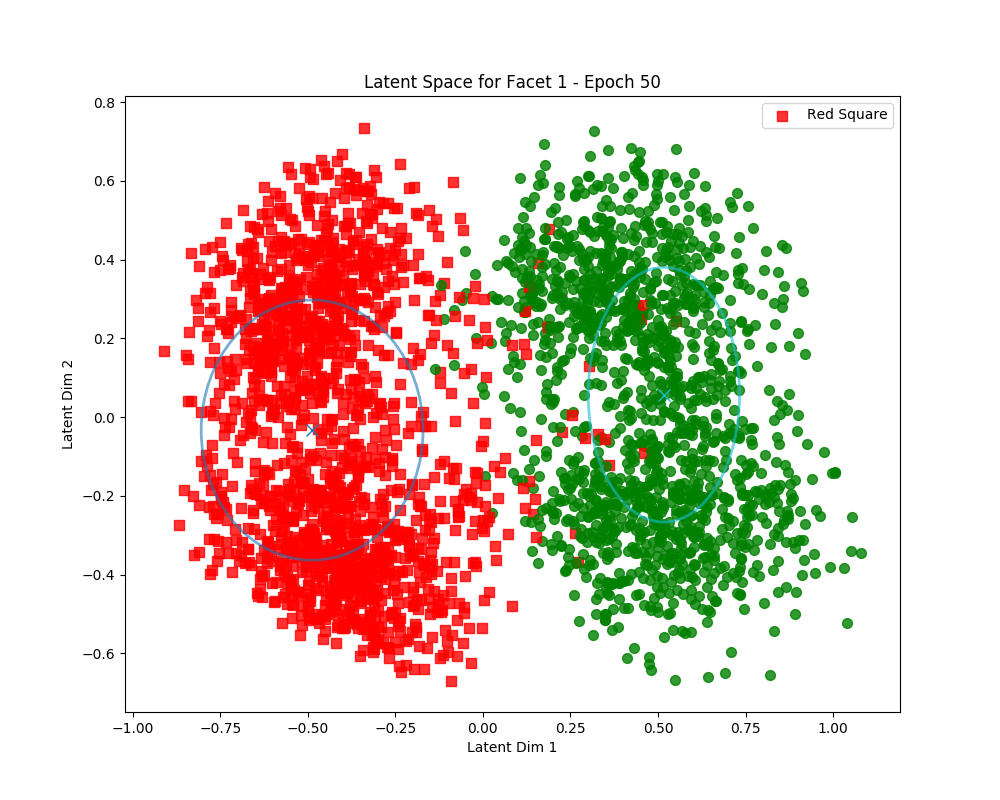 Latent Space for Facet 1 - Epoch 50
Red Square
0.8
0.6
0.4
0.2
0.0
−0.2
−0.4
−0.6
Latent Dim 2
−1.00 −0.75 −0.50 −0.25 0.00 0.25 0.50 0.75 1.00
Latent Dim 1